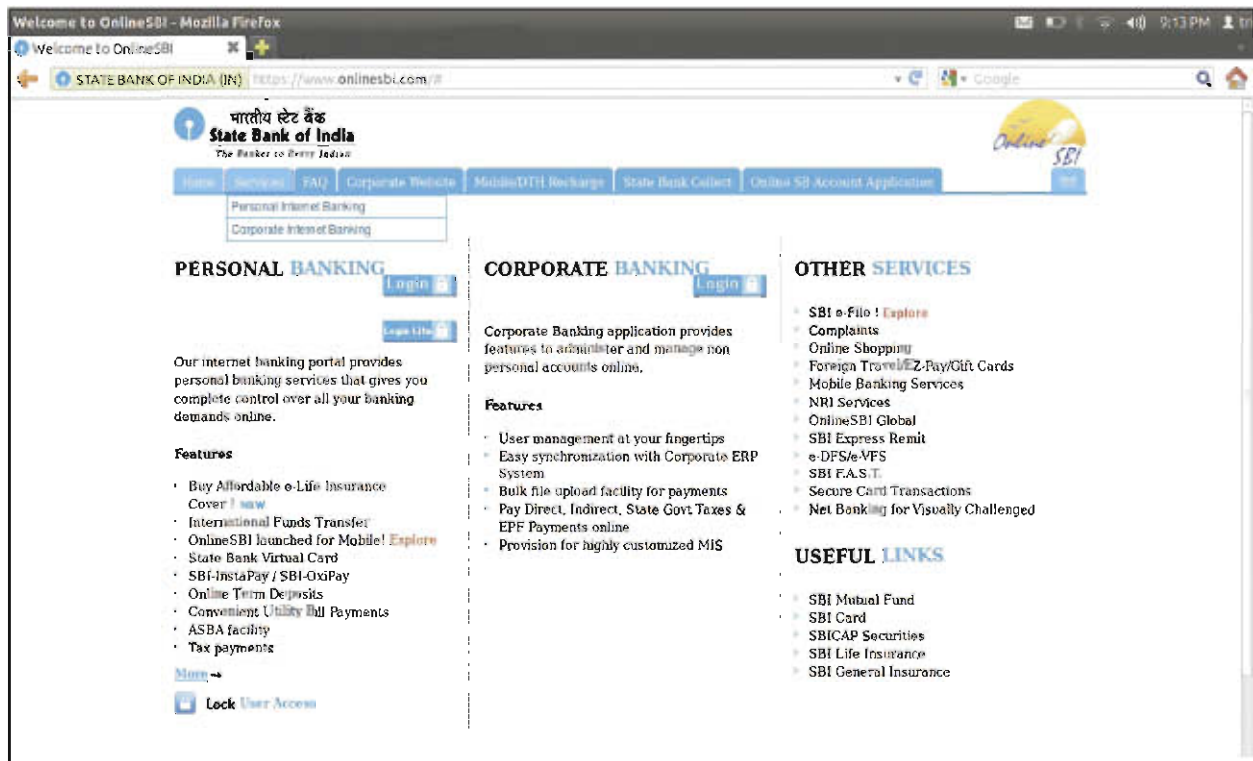 Welcome to OnlineSBI - Mozilla Firefox
9:13 PM
Welcome to OnlineSBI
STATE BANK OF INDIA (IN) https://www.onlinesbi.com/#
Google
भारतीय स्टेट बैंक
State Bank of India
The Banker to Every Indian
Online SBI
Home Services FAQ Corporate Website Mobile/DTH Recharge State Bank Collect Online SB Account Application
Personal Internet Banking
Corporate Internet Banking
PERSONAL BANKING
Login
Login Lite
Our internet banking portal provides
personal banking services that gives you
complete control over all your banking
demands online.
Features
Buy Affordable e-Life Insurance
Cover ! new
International Funds Transfer
OnlineSBI launched for Mobile! Explore
State Bank Virtual Card
SBI-InstaPay / SBI-OxiPay
Online Term Deposits
Convenient Utility Bill Payments
ASBA facility
Tax payments
More
Lock User Access
CORPORATE BANKING
Login
Corporate Banking application provides
features to administer and manage non
personal accounts online.
Features
User management at your fingertips
Easy synchronization with Corporate ERP
System
Bulk file upload facility for payments
Pay Direct, Indirect, State Govt Taxes &
EPF Payments online
Provision for highly customized MIS
OTHER SERVICES
SBI e-Filo ! Explore
Complaints
Online Shopping
Foreign Travel/EZ-Pay/Gift Cards
Mobile Banking Services
NRI Services
OnlineSBI Global
SBI Express Remit
e-DFS/e-VFS
SBI F.A.S.T.
Secure Card Transactions
Net Banking for Visually Challenged
USEFUL LINKS
SBI Mutual Fund
SBI Card
SBICAP Securities
SBI Life Insurance
SBI General Insurance